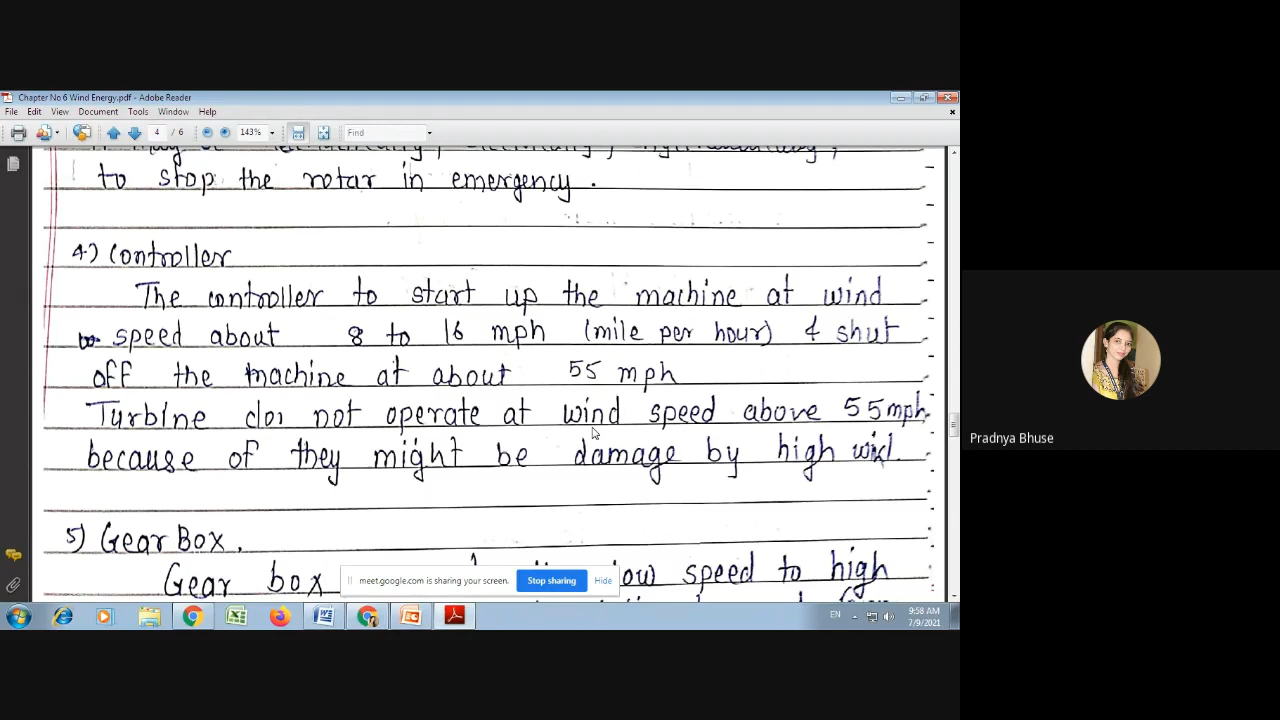 Chapter No 6 Wind Energy.pdf - Adobe Reader
File Edit View Document Tools Window Help
4 / 6 143% Find
to stop the rotar in emergency.
4) Controller
The controller to start up the machine at wind
speed about 8 to 16 mph (mile per hour) & shut
off the machine at about 55 mph
Turbine not operate at wind speed above 55mph
because of they might be damage by high
5) Gear Box.
Gear box speed to high
meet.google.com is sharing your screen. Stop sharing Hide
EN 9:58 AM
7/9/2021
Pradnya Bhuse